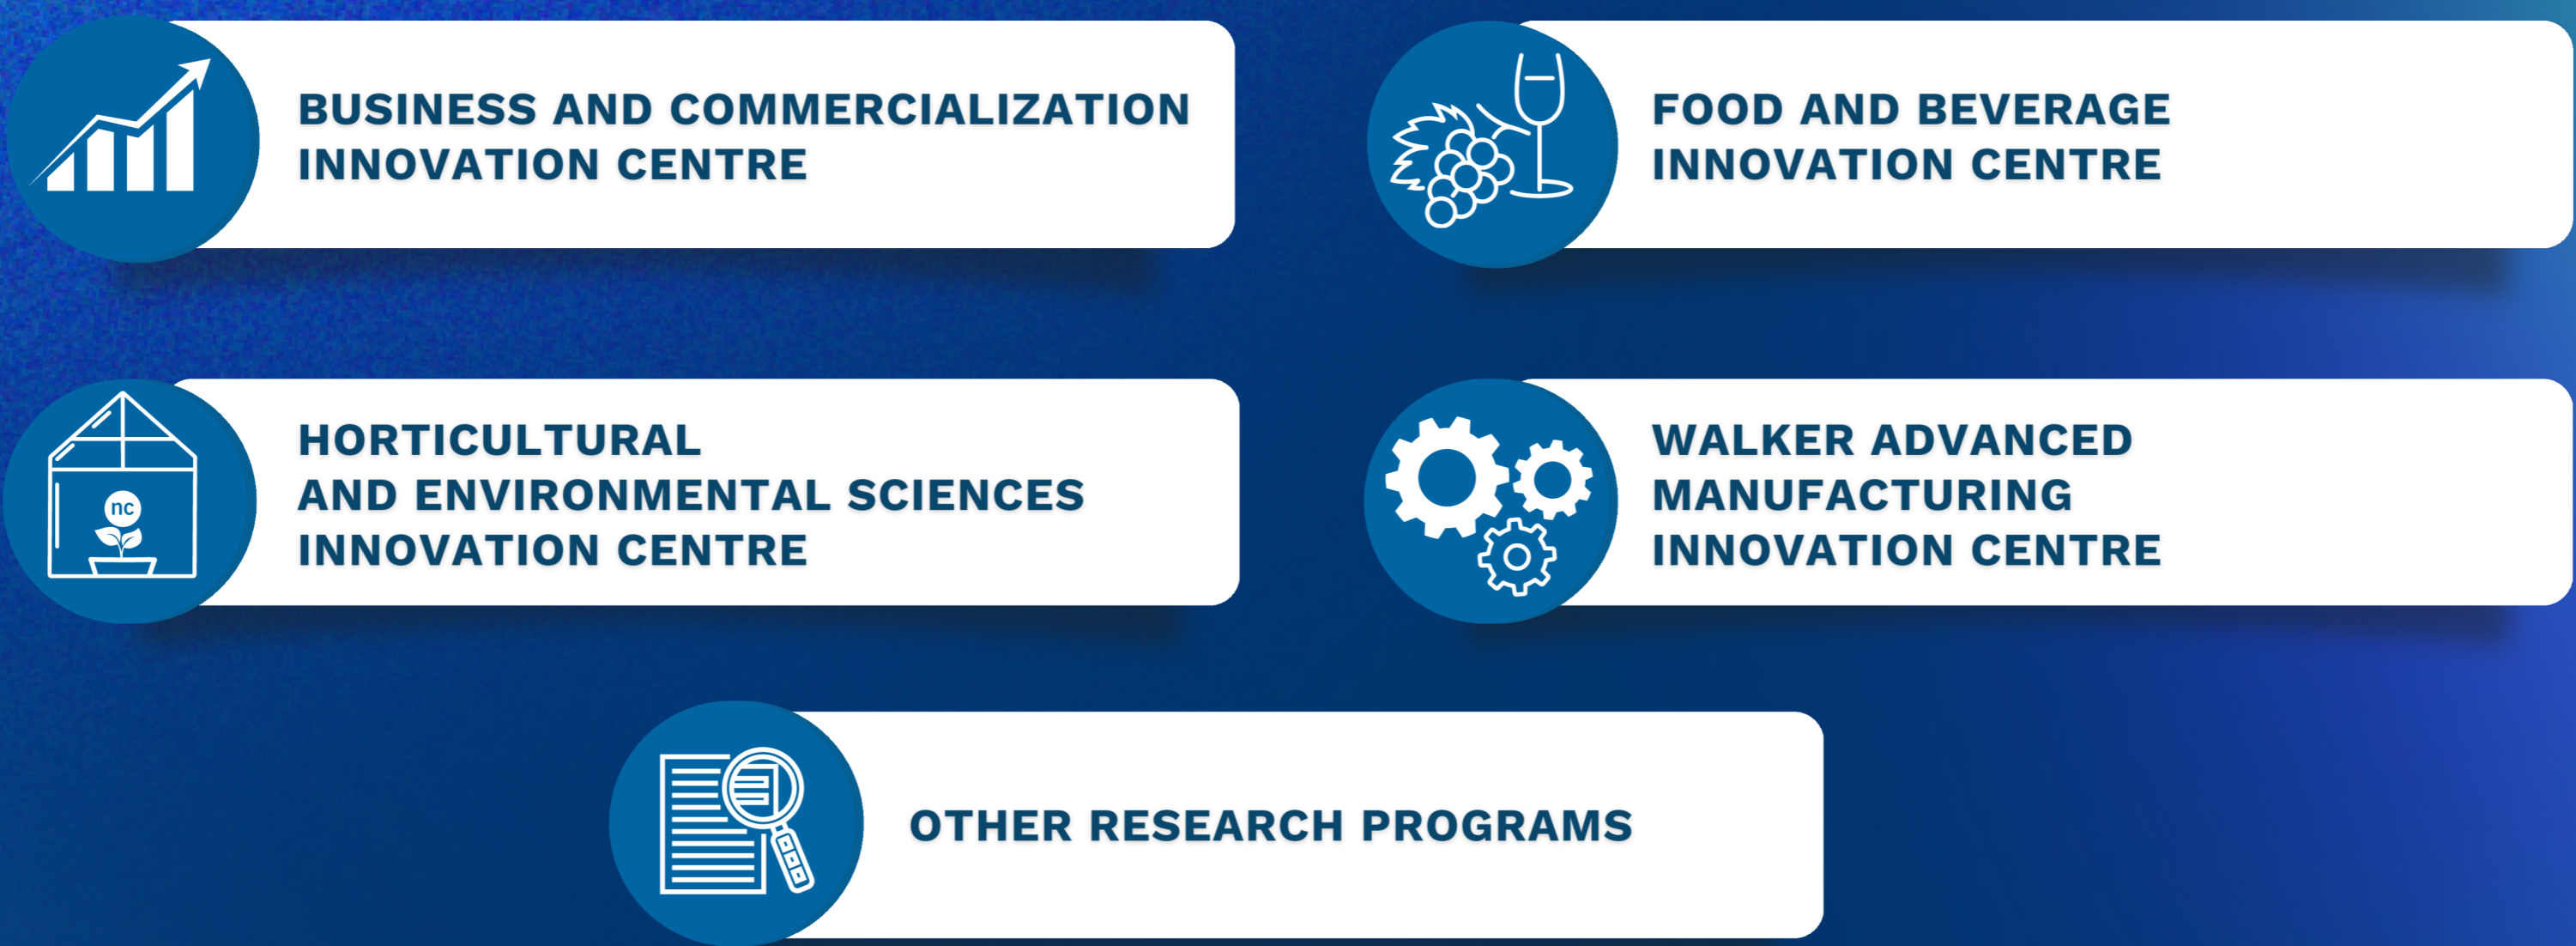 BUSINESS AND COMMERCIALIZATION
INNOVATION CENTRE
FOOD AND BEVERAGE
INNOVATION CENTRE
HORTICULTURAL
AND ENVIRONMENTAL SCIENCES
INNOVATION CENTRE
nc
WALKER ADVANCED
MANUFACTURING
INNOVATION CENTRE
OTHER RESEARCH PROGRAMS